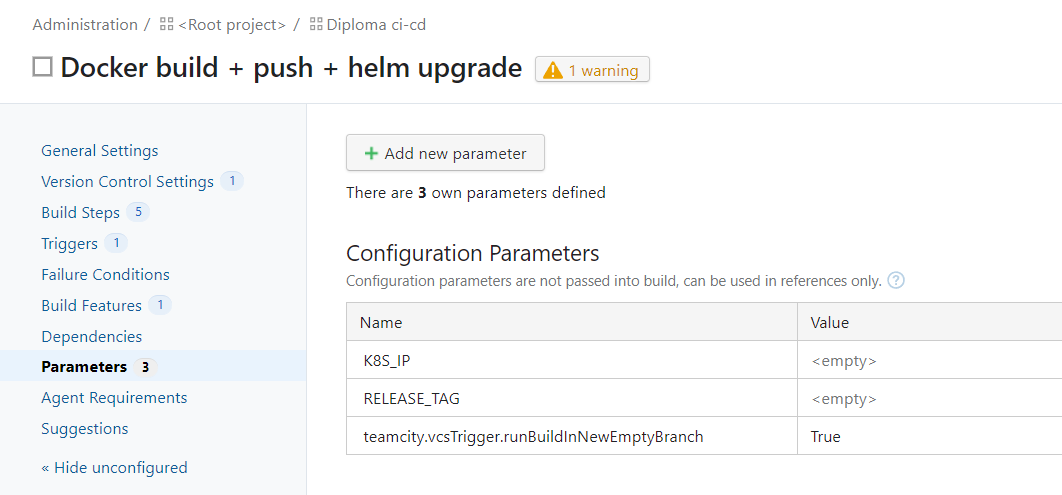 Administration / <Root project> / Diploma ci-cd
Docker build + push + helm upgrade 1 warning
General Settings
Version Control Settings 1
Build Steps 5
Triggers 1
Failure Conditions
Build Features 1
Dependencies
Parameters 3
Agent Requirements
Suggestions
« Hide unconfigured
+ Add new parameter
There are 3 own parameters defined
Configuration Parameters
Configuration parameters are not passed into build, can be used in references only. ?
Name Value
K8S_IP <empty>
RELEASE_TAG <empty>
teamcity.vcsTrigger.runBuildInNewEmptyBranch True